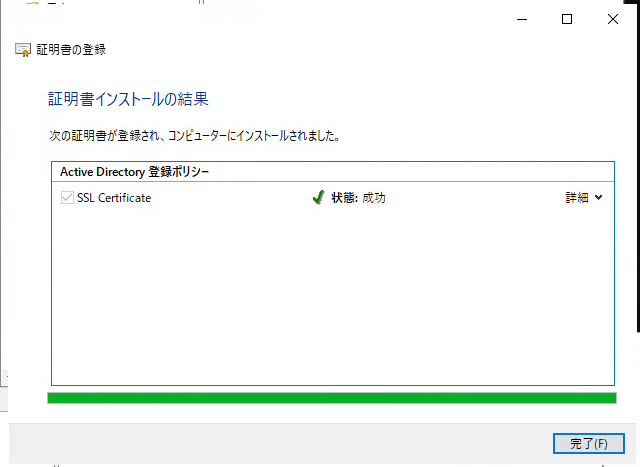 証明書の登録
証明書インストールの結果
次の証明書が登録され、コンピューターにインストールされました。
Active Directory 登録ポリシー
SSL Certificate 状態: 成功 詳細
完了(F)